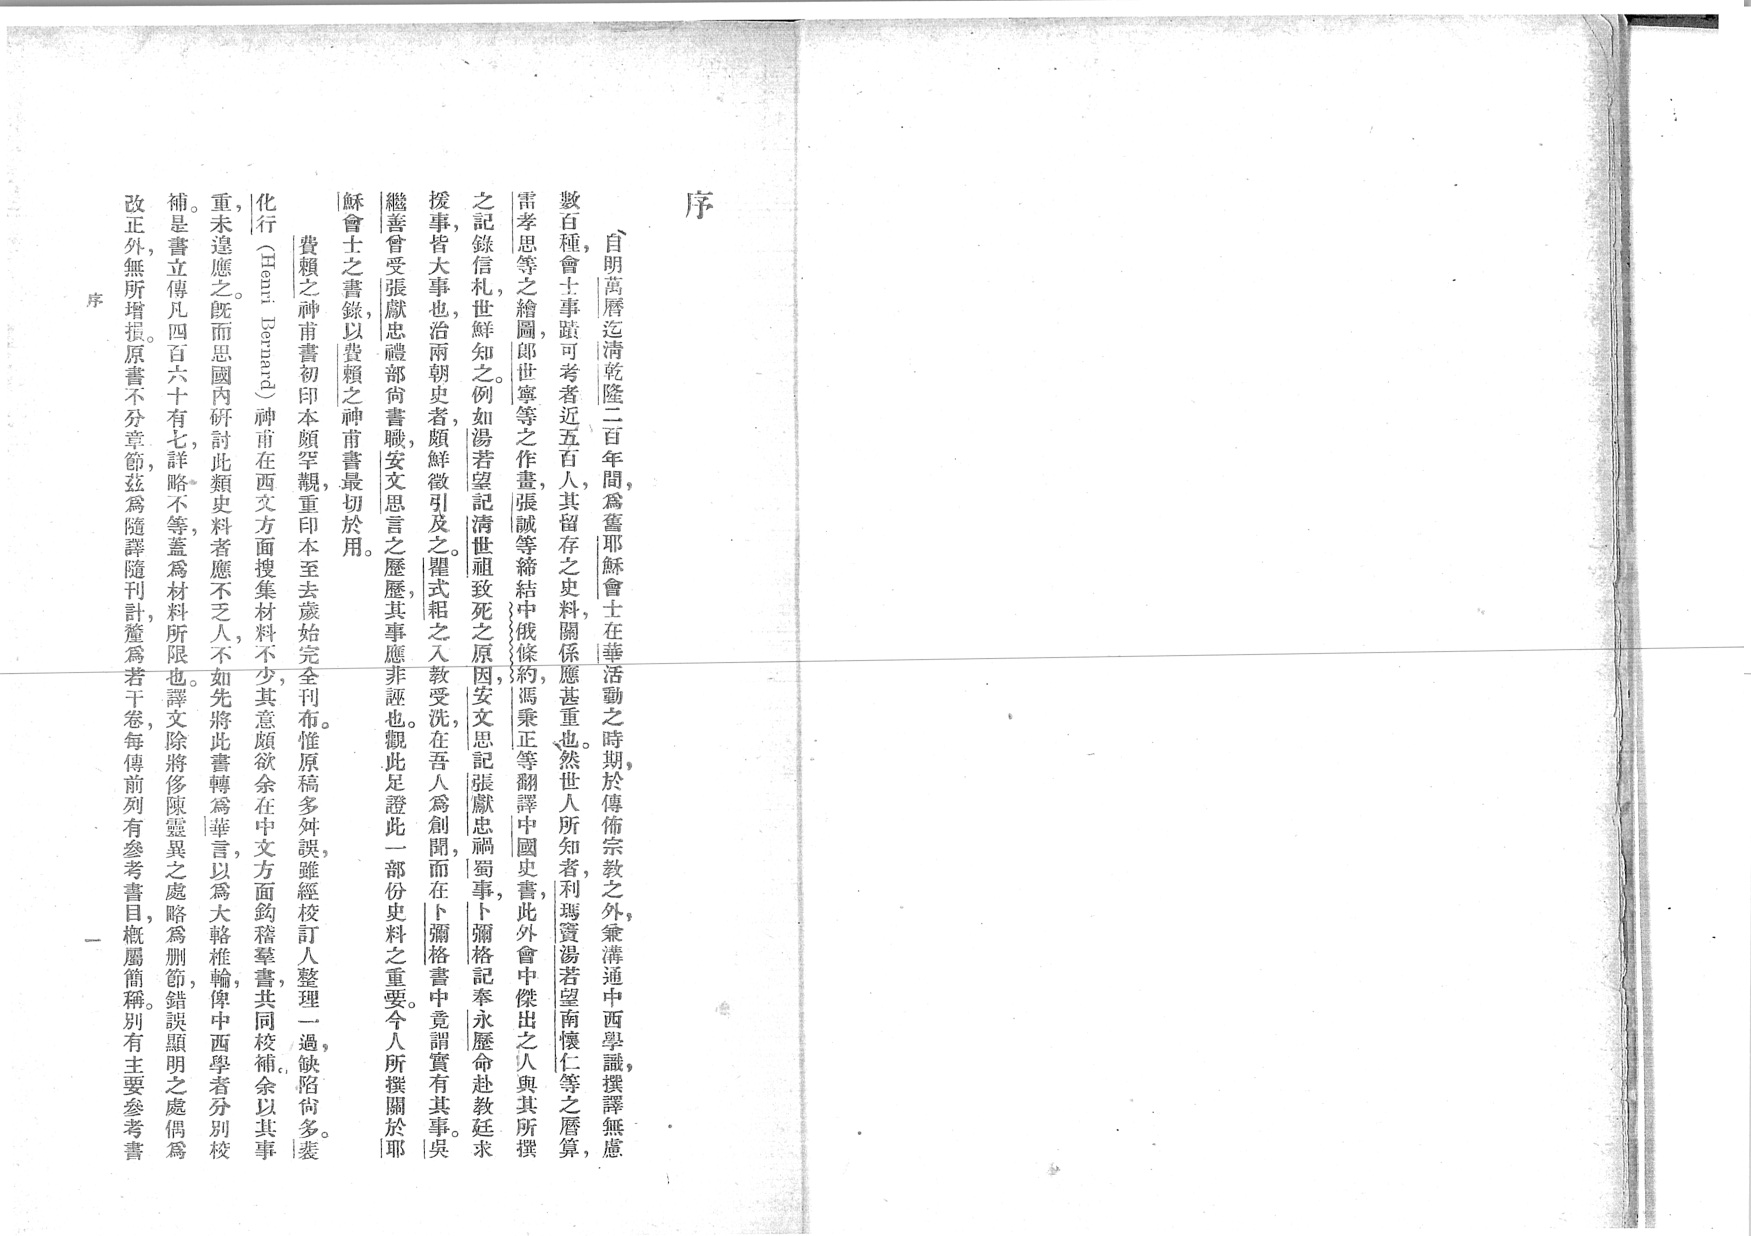 序
自明萬曆迄清乾隆二百年間，爲舊耶穌會士在華活動之時期，於傳佈宗教之外，兼溝通中西學識，撰譯無慮
數百種，會士事蹟可考者近五百人，其留存之史料，關係應甚重也。然世人所知者，利瑪竇湯若望南懷仁等之曆算，
雷孝思等之繪圖，郎世寧等之作畫，張誠等締結中俄條約，馮秉正等翻譯中國史書，此外會中傑出之人與其所撰
之記錄信札，世鮮知之。例如湯若望記清世祖致死之原因，安文思記張獻忠禍蜀事，卜彌格記奉永歷命赴教廷求
援事，皆大事也，治兩朝史者，頗鮮徵引及之。瞿式耜之入教受洗，在吾人爲創聞，而在卜彌格書中竟謂實有其事。吳
繼善曾受張獻忠禮部尚書職，安文思言之歷歷，其事應非誣也。觀此足證此一部份史料之重要。今人所撰關於耶
穌會士之書錄，以費賴之神甫書最切於用。
費賴之神甫書初印本頗罕覯，重印本至去歲始完全刊布。惟原稿多舛誤，雖經校訂人整理一過，缺陷尚多。裴
化行（Henri Bernard）神甫在西文方面搜集材料不少，其意頗欲余在中文方面鈎稽羣書，共同校補。余以其事
重，未遑應之。既而思國內硏討此類史料者應不乏人，不如先將此書轉爲華言，以爲大輅椎輪，俾中西學者分別校
補。是書立傳凡四百六十有七，詳略不等，蓋爲材料所限也。譯文除將侈陳靈異之處略爲刪節，錯誤顯明之處偶爲
改正外，無所增損。原書不分章節，茲爲隨譯隨刊計，釐爲若干卷，每傳前列有參考書目，槪屬簡稱。別有主要參考書
序
一